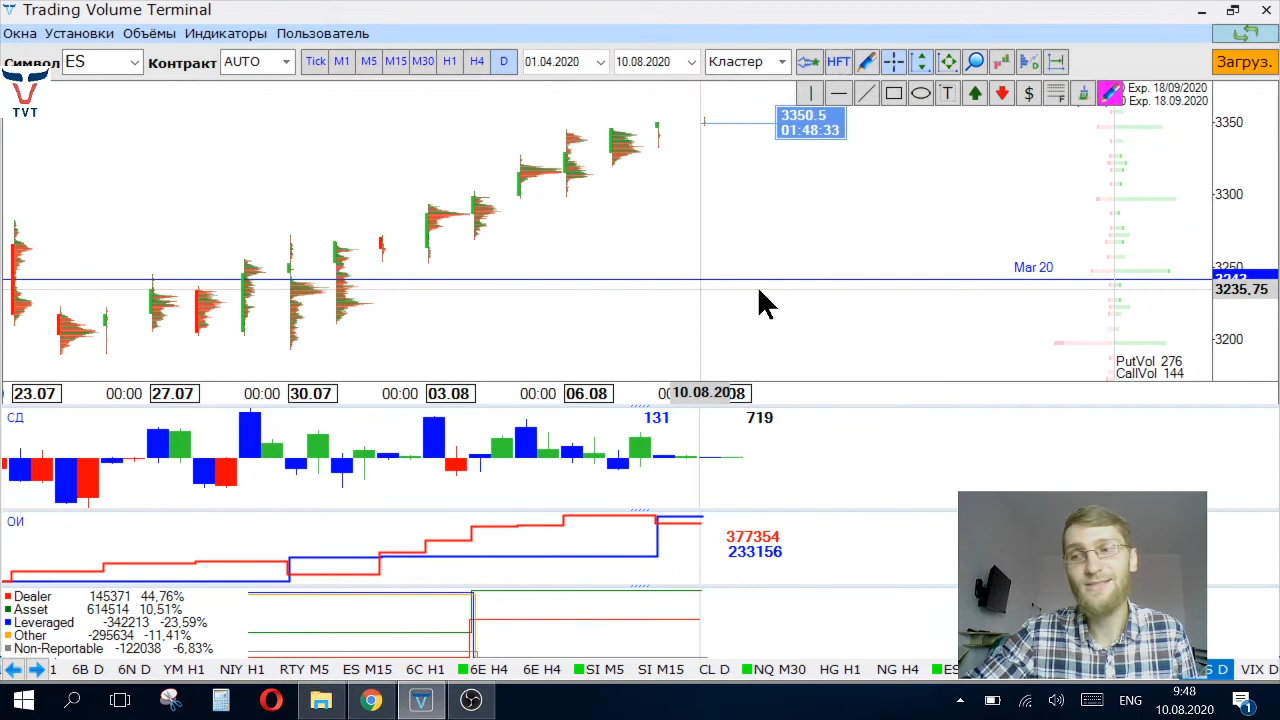 Trading Volume Terminal
Окна Установки Объёмы Индикаторы Пользователь
Символ ES Контракт AUTO Tick M1 M5 M15 M30 H1 H4 D 01.04.2020 10.08.2020 Кластер HFT Загруз.
TVT
T $ F
Exp. 18/09/2020
0 Exp. 18.09.2020
3350.5
01:48:33
3350
3300
3250
Mar 20
3243
3235,75
3200
PutVol 276
CallVol 144
23.07 00:00 27.07 00:00 30.07 00:00 03.08 00:00 06.08 10.08.20 08
СД 131 719
ОИ
377354
233156
Dealer 145371 44,76%
Asset 614514 10,51%
Leveraged -342213 -23,59%
Other -295634 -11,41%
Non-Reportable -122038 -6,83%
1 6B D 6N D YM H1 NIY H1 RTY M5 ES M15 6C H1 6E H4 6E H4 SI M5 SI M15 CL D NQ M30 HG H1 NG H4 ES S D VIX D
ENG
9:48
10.08.2020
1